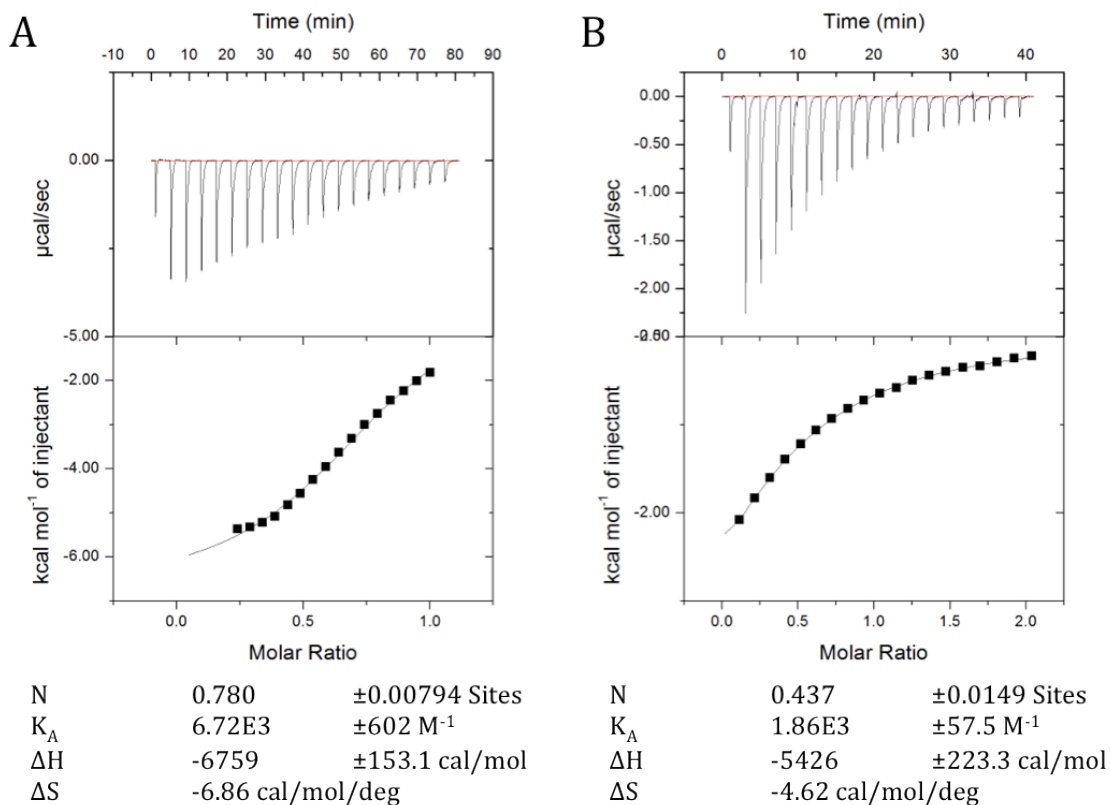 A
Time (min)
-10 0 10 20 30 40 50 60 70 80 90
0.00
-5.00
µcal/sec
-2.00
-4.00
-6.00
kcal mol⁻¹ of injectant
0.0 0.5 1.0
Molar Ratio
N 0.780 ±0.00794 Sites
K_A 6.72E3 ±602 M⁻¹
ΔH -6759 ±153.1 cal/mol
ΔS -6.86 cal/mol/deg
B
Time (min)
0 10 20 30 40
0.00
-0.50
-1.00
-1.50
-2.00
µcal/sec
-2.00
kcal mol⁻¹ of injectant
0.0 0.5 1.0 1.5 2.0
Molar Ratio
N 0.437 ±0.0149 Sites
K_A 1.86E3 ±57.5 M⁻¹
ΔH -5426 ±223.3 cal/mol
ΔS -4.62 cal/mol/deg